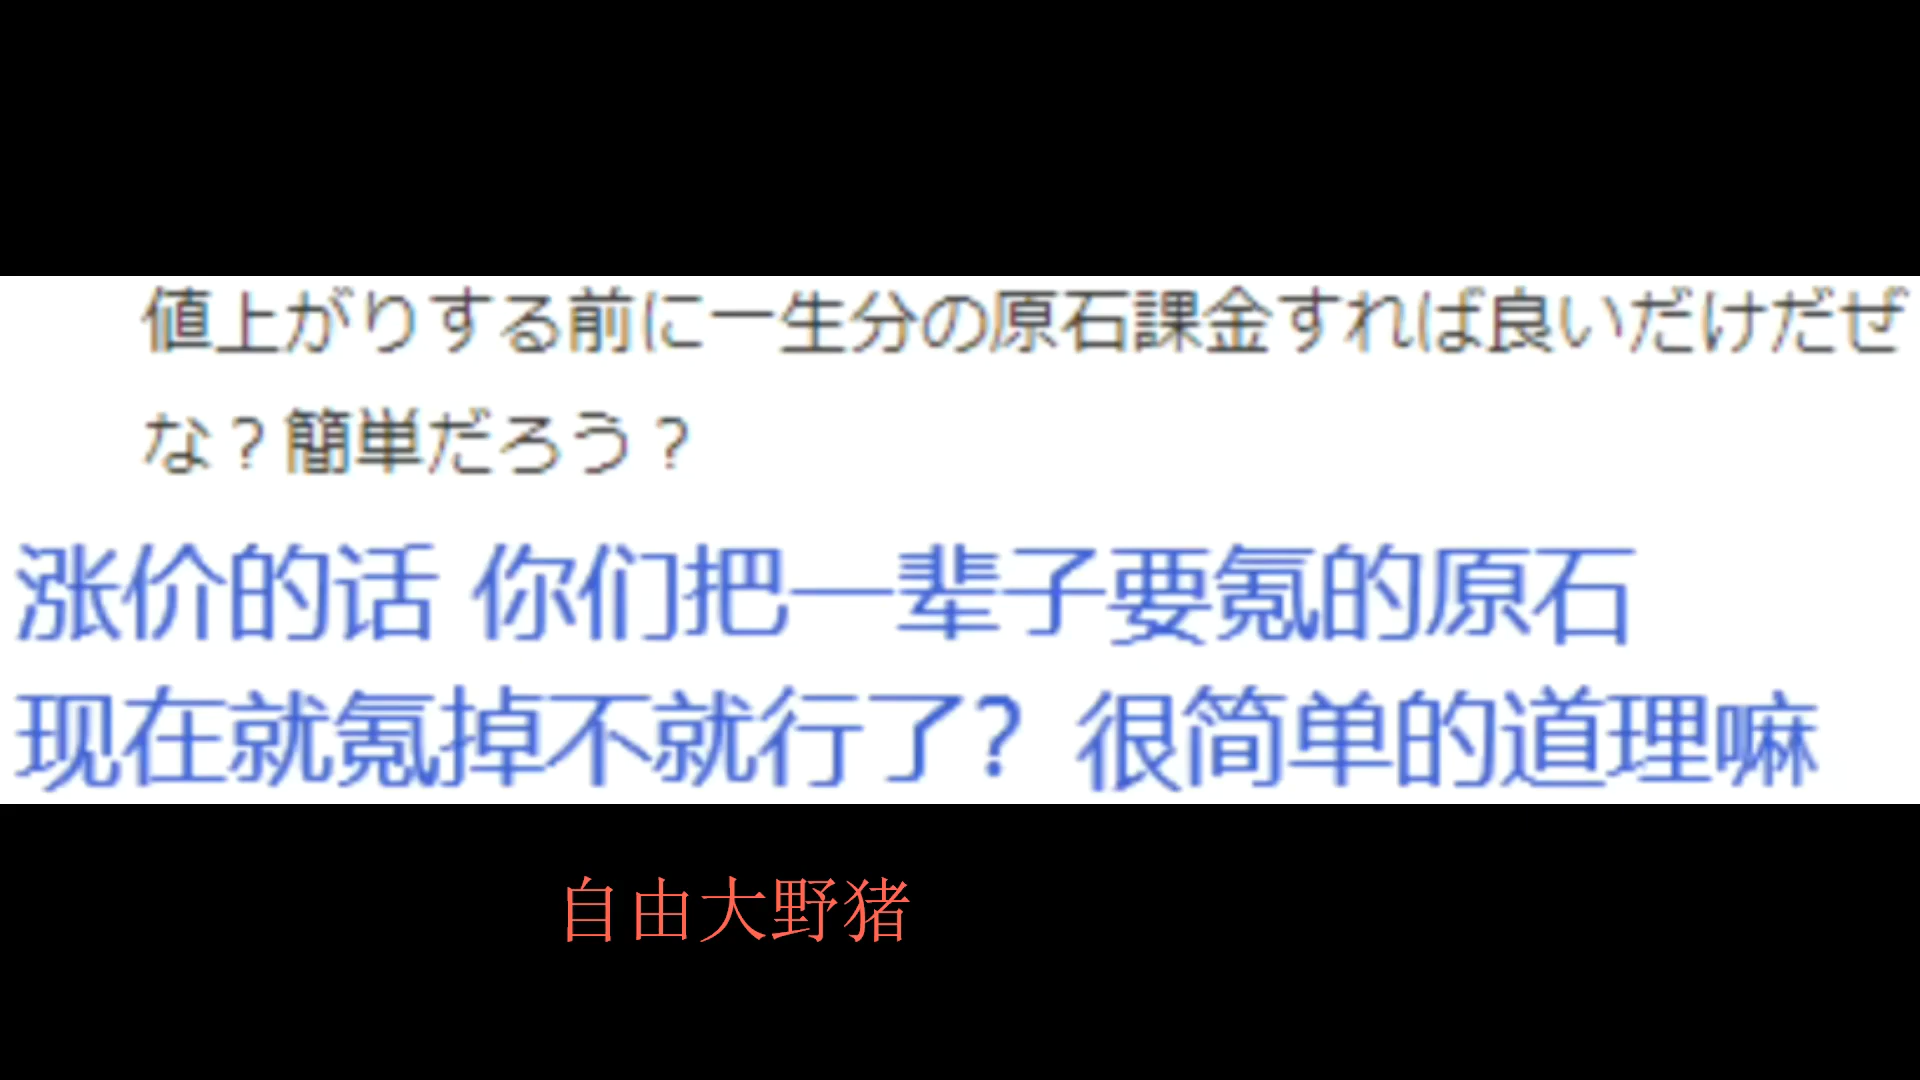 値上がりする前に一生分の原石課金すれば良いだけだぜ
な？簡単だろう？
涨价的话 你们把一辈子要氪的原石
现在就氪掉不就行了？很简单的道理嘛
自由大野猪